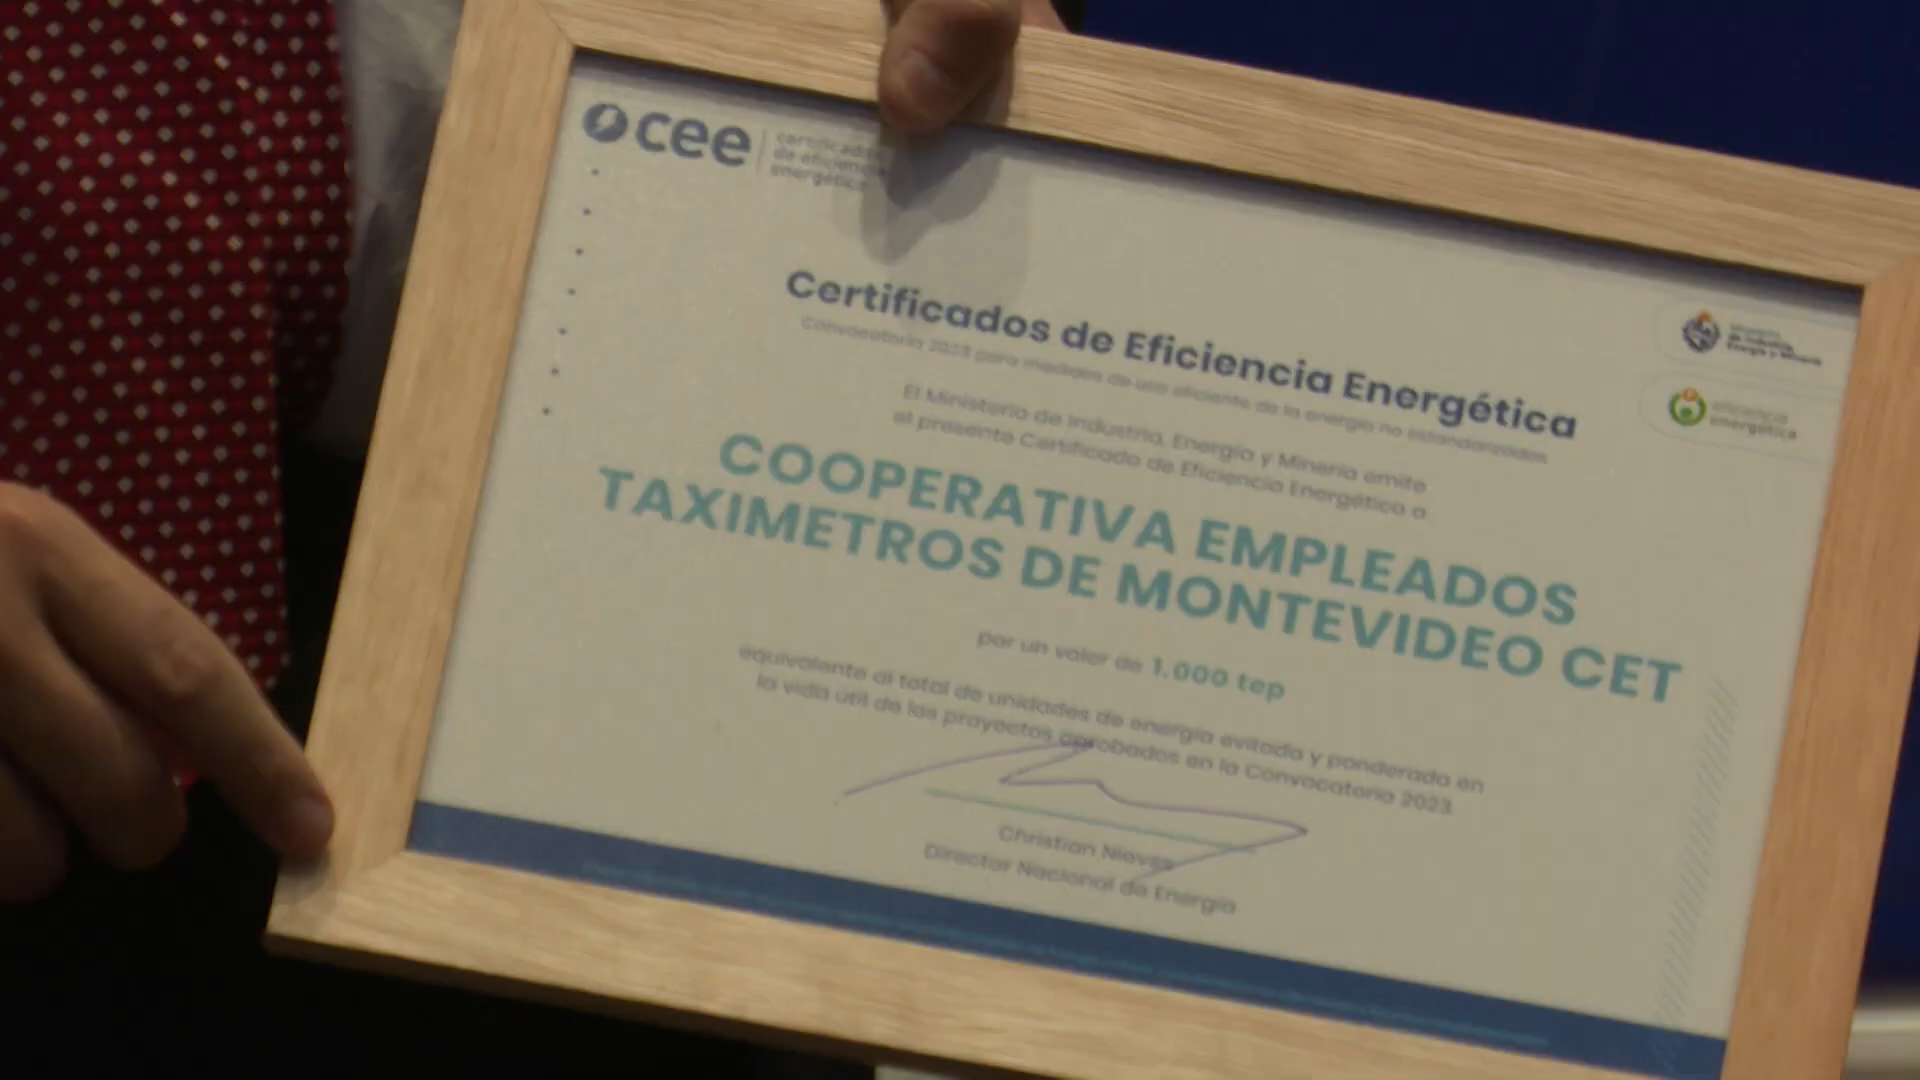 cee
certificados
de eficiencia
energética
Certificados de Eficiencia Energética
Convocatoria 2023 para medidas de uso eficiente de la energía no estandarizadas
de Industria,
Energía y Minería
eficiencia
energética
El Ministerio de Industria, Energía y Minería emite
el presente Certificado de Eficiencia Energética a
COOPERATIVA EMPLEADOS
TAXIMETROS DE MONTEVIDEO CET
por un valor de 1.000 tep
equivalente al total de unidades de energía evitada y ponderada en
la vida útil de los proyectos aprobados en la Convocatoria 2023.
Christian Nieves
Director Nacional de Energía